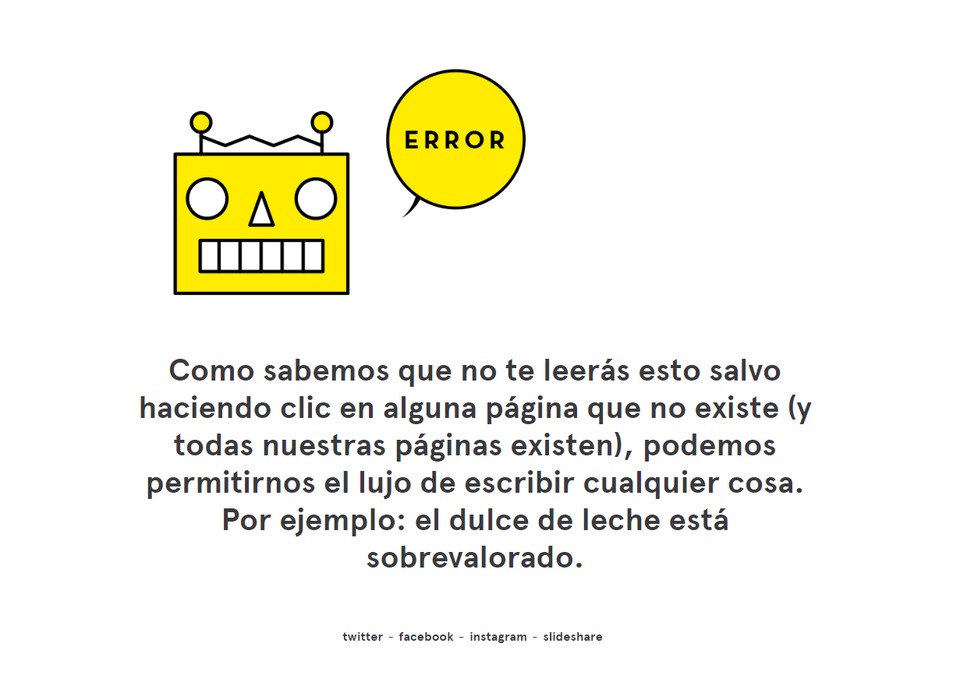 ERROR
Como sabemos que no te leerás esto salvo
haciendo clic en alguna página que no existe (y
todas nuestras páginas existen), podemos
permitirnos el lujo de escribir cualquier cosa.
Por ejemplo: el dulce de leche está
sobrevalorado.
twitter - facebook - instagram - slideshare